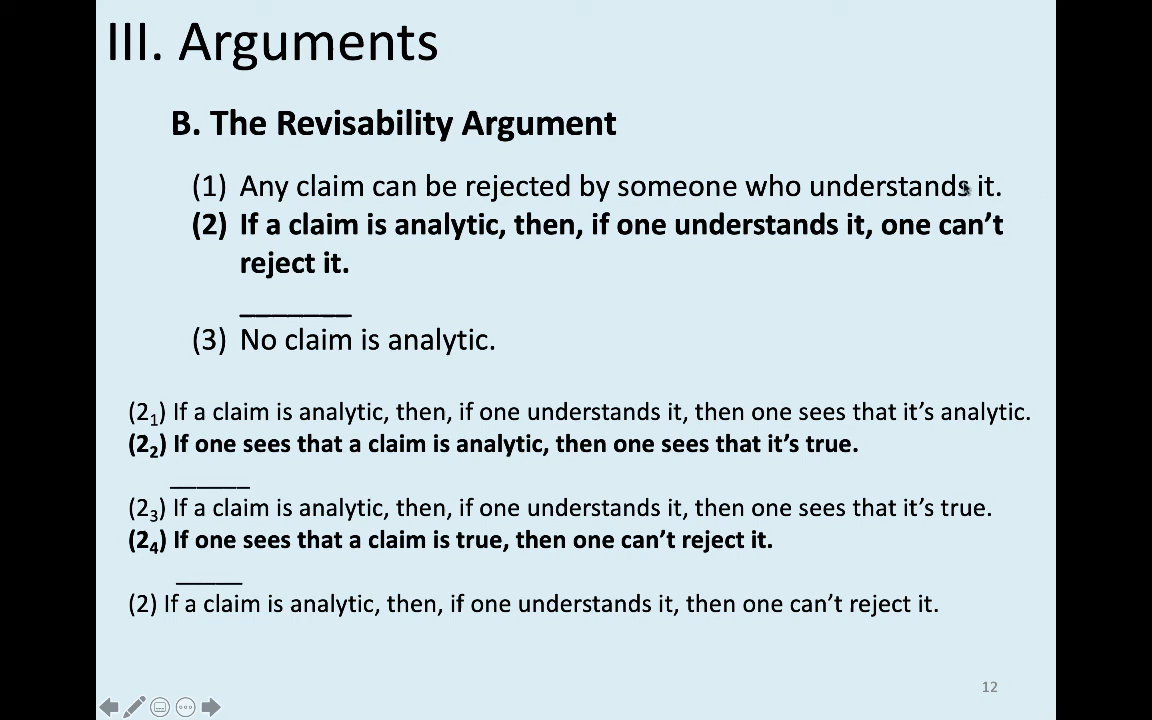 III. Arguments
B. The Revisability Argument
(1) Any claim can be rejected by someone who understands it.
(2) If a claim is analytic, then, if one understands it, one can’t
reject it.
_______
(3) No claim is analytic.
(2₁) If a claim is analytic, then, if one understands it, then one sees that it’s analytic.
(2₂) If one sees that a claim is analytic, then one sees that it’s true.
______
(2₃) If a claim is analytic, then, if one understands it, then one sees that it’s true.
(2₄) If one sees that a claim is true, then one can’t reject it.
_____
(2) If a claim is analytic, then, if one understands it, then one can’t reject it.
12